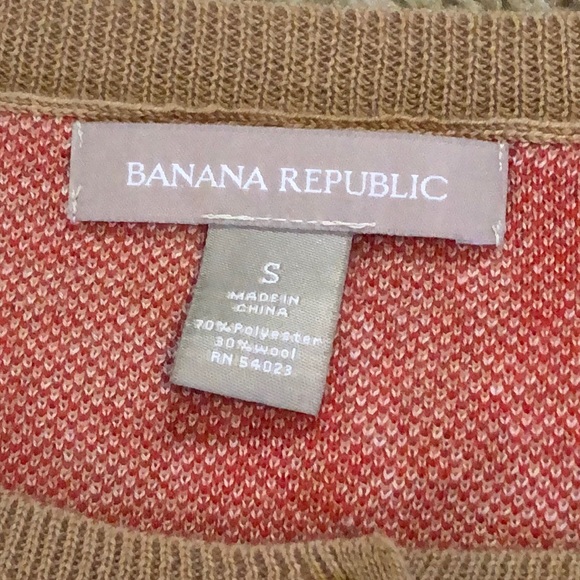 BANANA REPUBLIC
S
MADE IN
CHINA
70% Polyester
30% wool
RN 54023